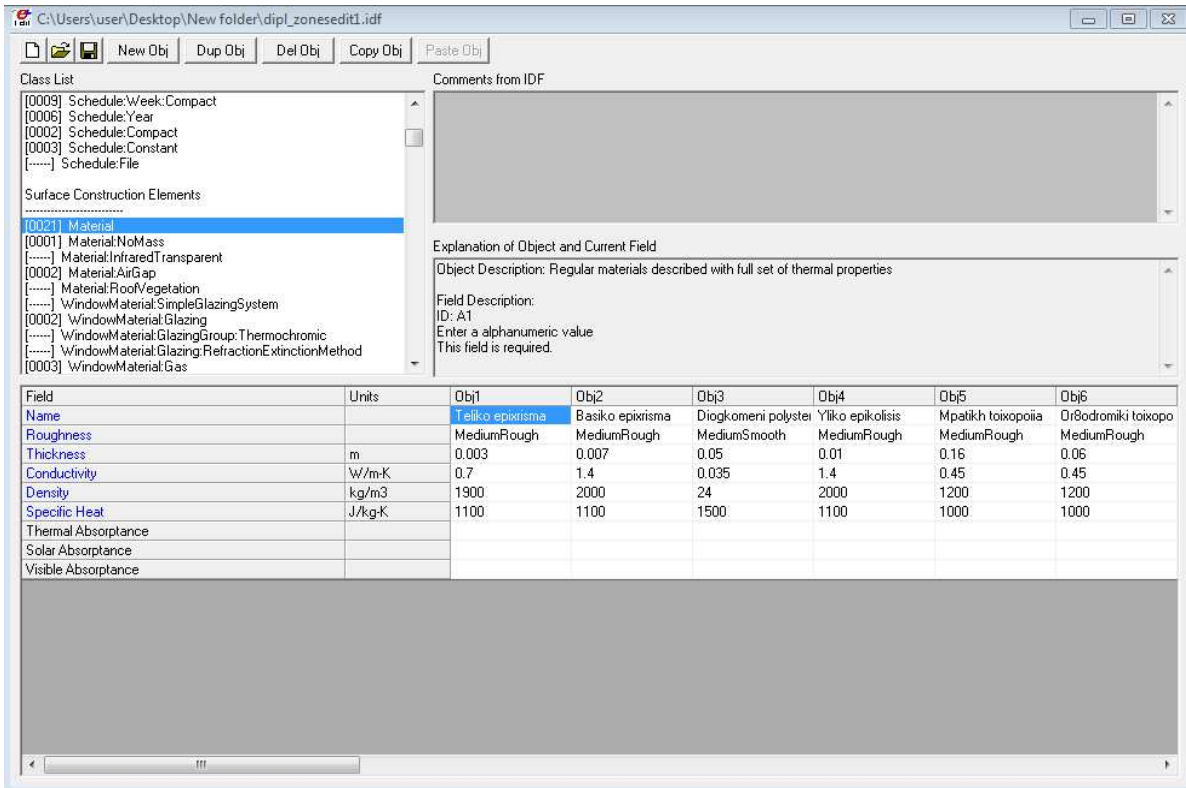 C:\Users\user\Desktop\New folder\dipl_zonesedit1.idf
New Obj Dup Obj Del Obj Copy Obj Paste Obj
Class List
[0009] Schedule:Week:Compact
[0006] Schedule:Year
[0002] Schedule:Compact
[0003] Schedule:Constant
[------] Schedule:File
Surface Construction Elements
--------------------------
[0021] Material
[0001] Material:NoMass
[------] Material:InfraredTransparent
[0002] Material:AirGap
[------] Material:RoofVegetation
[------] WindowMaterial:SimpleGlazingSystem
[0002] WindowMaterial:Glazing
[------] WindowMaterial:GlazingGroup:Thermochromic
[------] WindowMaterial:Glazing:RefractionExtinctionMethod
[0003] WindowMaterial:Gas
Comments from IDF
Explanation of Object and Current Field
Object Description: Regular materials described with full set of thermal properties
Field Description:
ID: A1
Enter a alphanumeric value
This field is required.
Field Units Obj1 Obj2 Obj3 Obj4 Obj5 Obj6
Name Teliko epixrisma Basiko epixrisma Diogkomeni polyster Yliko epikolisis Mpatikh toixopoiia Or8odromiki toixopo
Roughness MediumRough MediumRough MediumSmooth MediumRough MediumRough MediumRough
Thickness m 0.003 0.007 0.05 0.01 0.16 0.06
Conductivity W/m-K 0.7 1.4 0.035 1.4 0.45 0.45
Density kg/m3 1900 2000 24 2000 1200 1200
Specific Heat J/kg-K 1100 1100 1500 1100 1000 1000
Thermal Absorptance
Solar Absorptance
Visible Absorptance